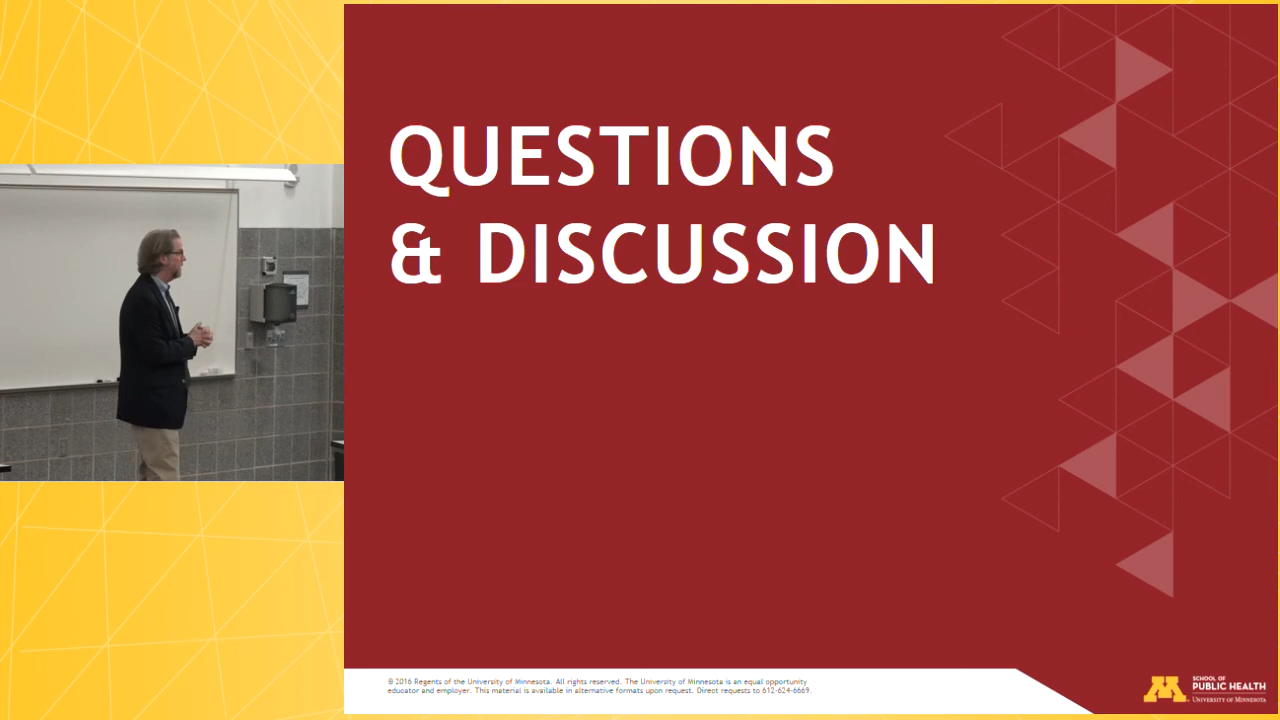 QUESTIONS
& DISCUSSION
© 2016 Regents of the University of Minnesota. All rights reserved. The University of Minnesota is an equal opportunity
educator and employer. This material is available in alternative formats upon request. Direct requests to 612-624-6669.
M
SCHOOL OF
PUBLIC HEALTH
UNIVERSITY OF MINNESOTA